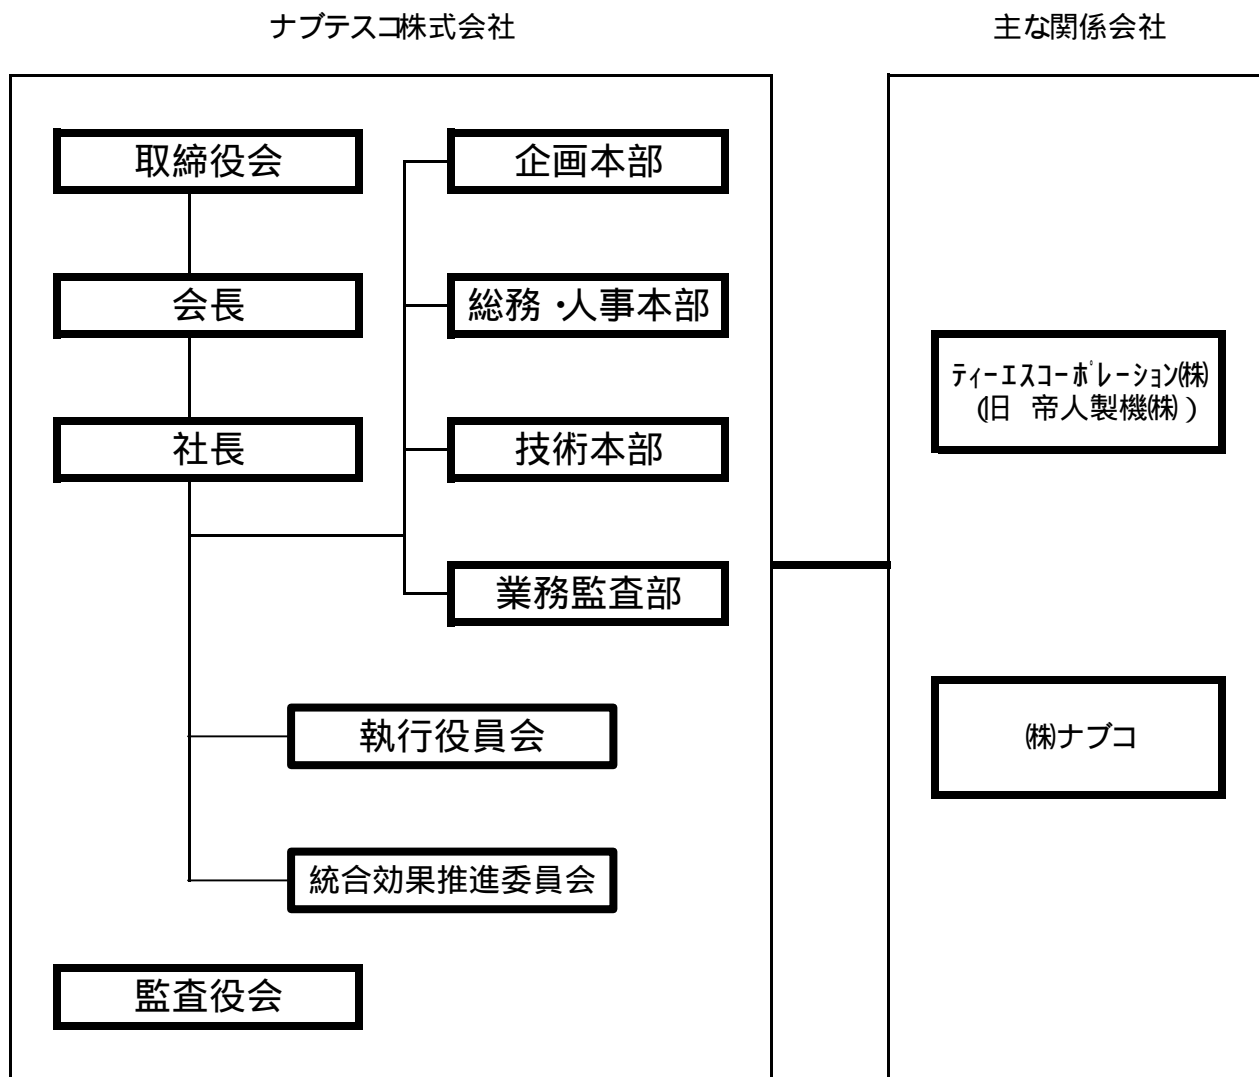 ナブテスコ株式会社
主な関係会社
取締役会
企画本部
会長
総務・人事本部
社長
技術本部
業務監査部
執行役員会
統合効果推進委員会
監査役会
ﾃｨｰｴｽｺｰﾎﾟﾚｰｼｮﾝ㈱
(旧 帝人製機㈱)
㈱ナブコ